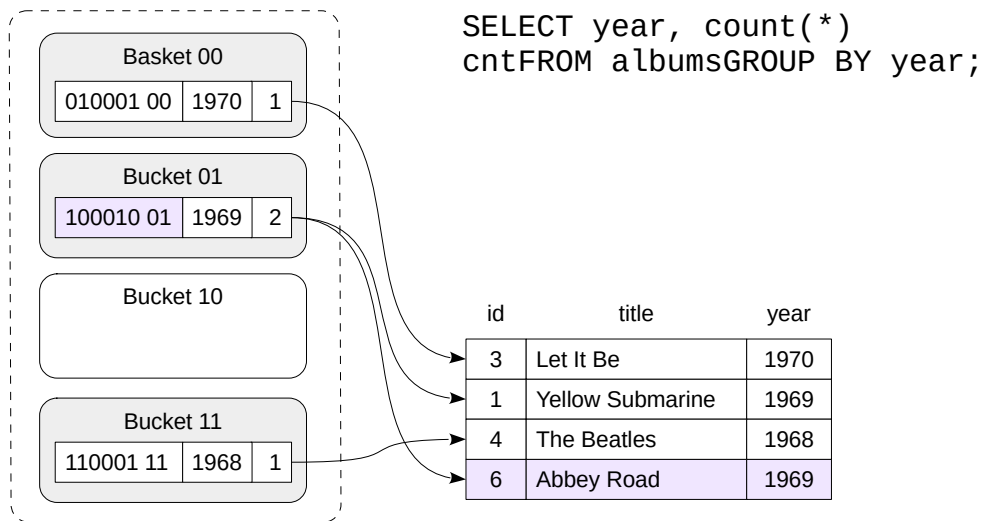 SELECT year, count(*)
cntFROM albumsGROUP BY year;
Basket 00
010001 00 1970 1
Bucket 01
100010 01 1969 2
Bucket 10
Bucket 11
110001 11 1968 1
id title year
3 Let It Be 1970
1 Yellow Submarine 1969
4 The Beatles 1968
6 Abbey Road 1969